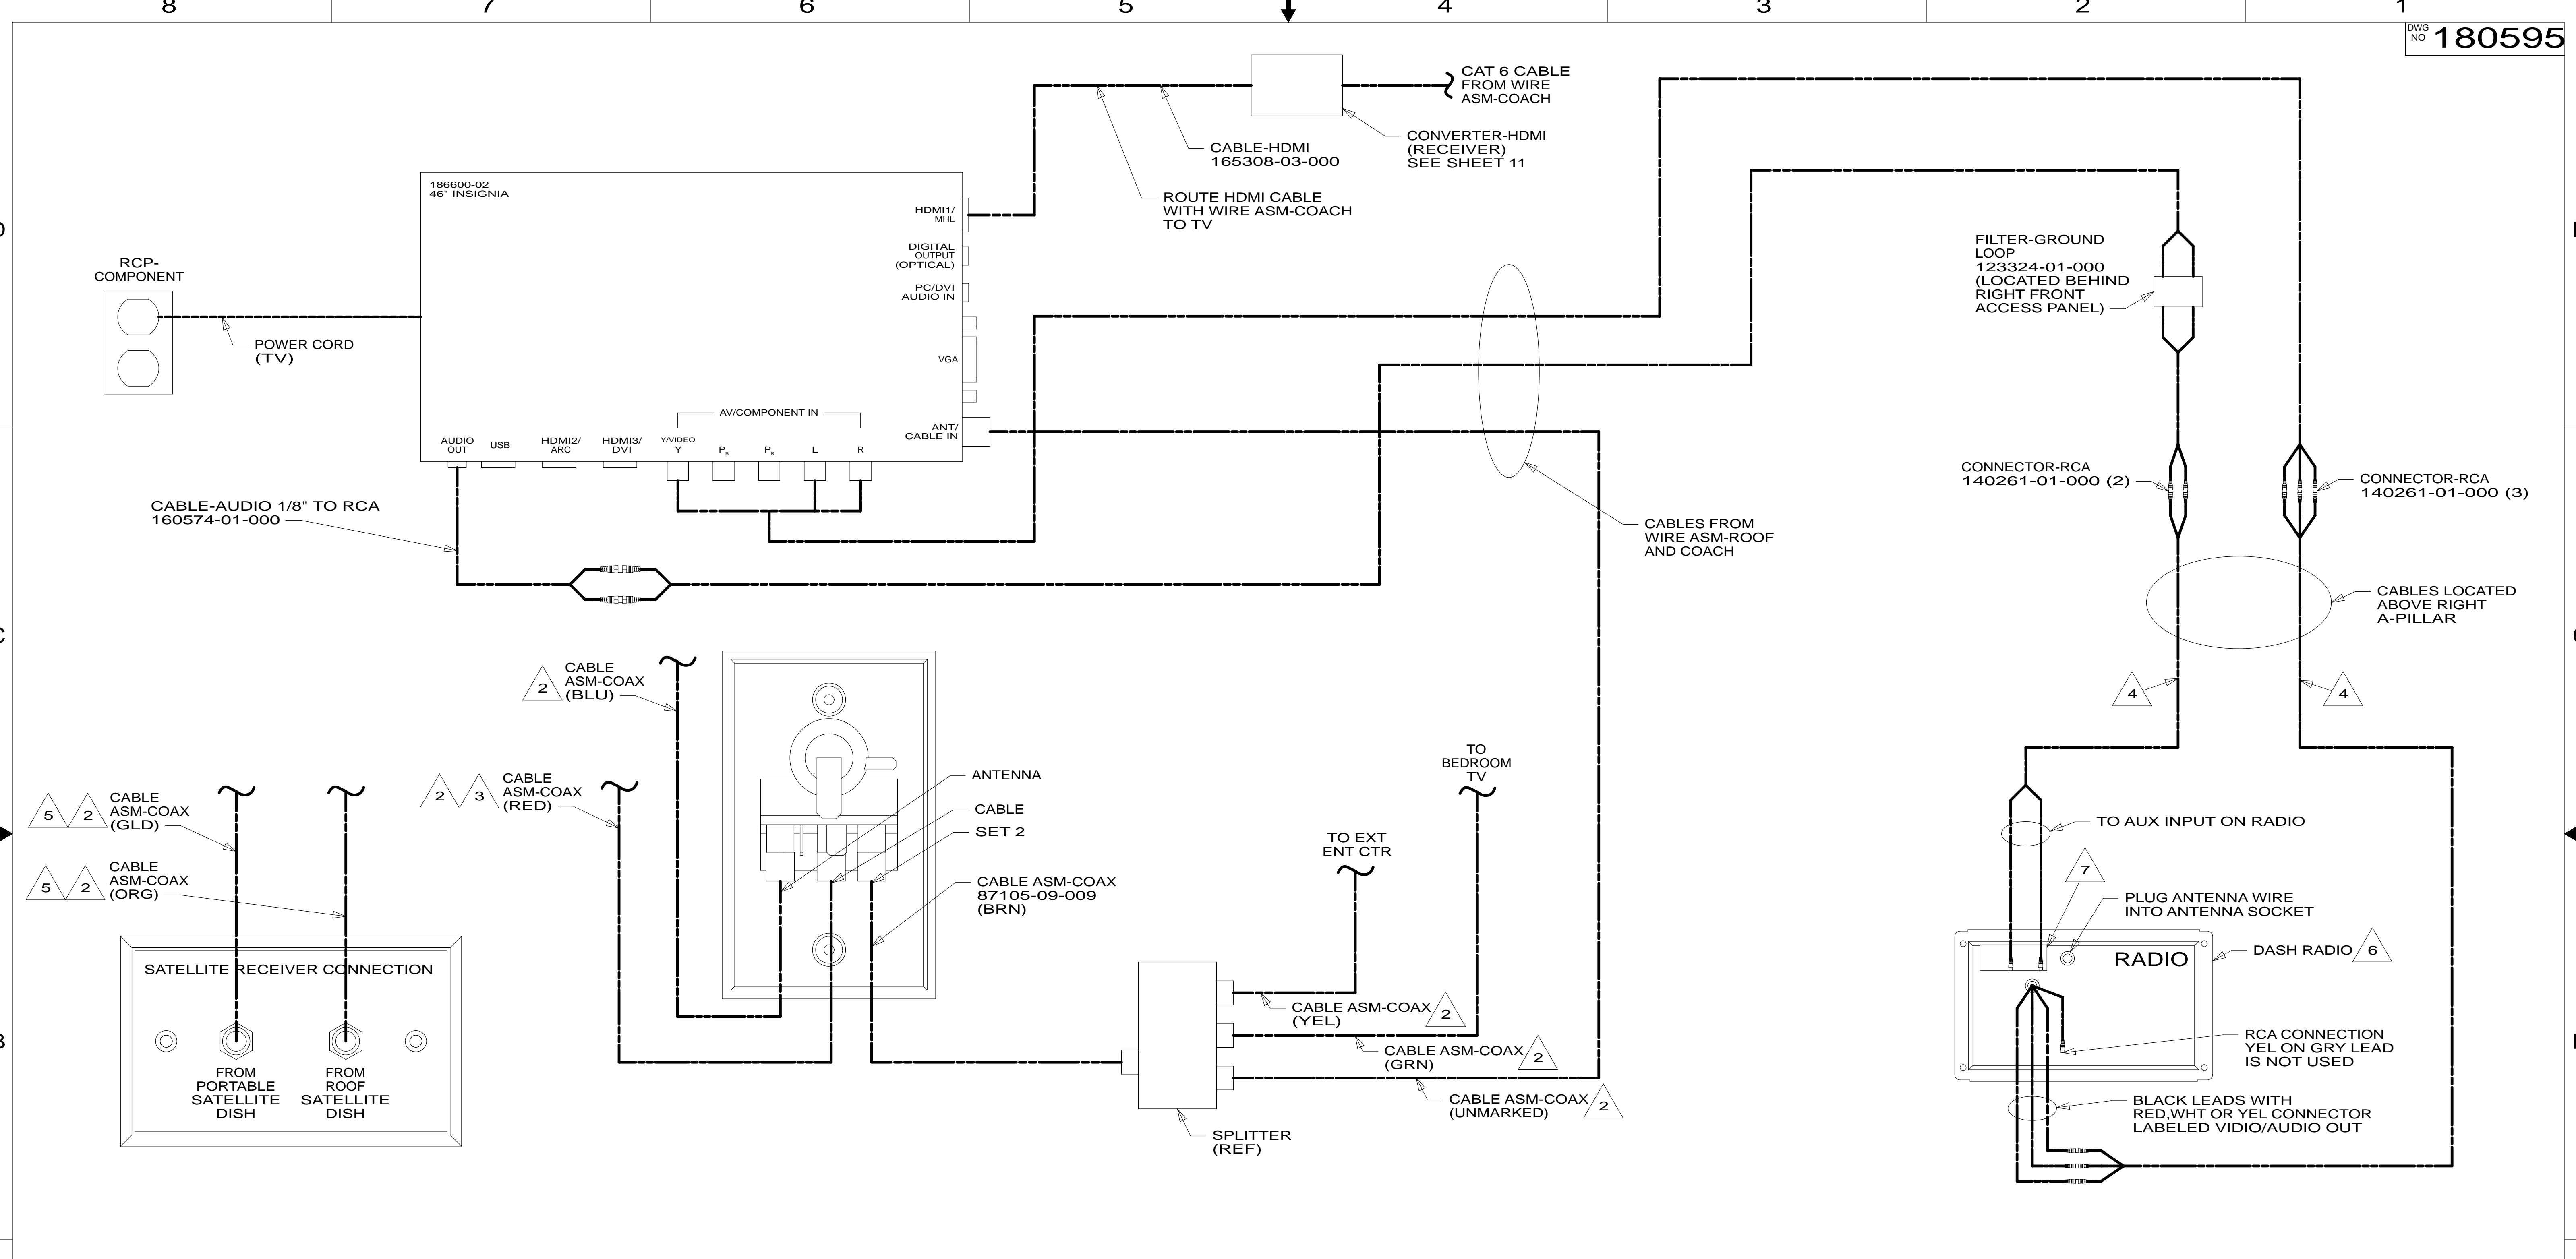 8
7
6
5
4
3
2
1
DWG
NO
180595
CAT 6 CABLE
FROM WIRE
ASM-COACH
CONVERTER-HDMI
(RECEIVER)
SEE SHEET 11
CABLE-HDMI
165308-03-000
ROUTE HDMI CABLE
WITH WIRE ASM-COACH
TO TV
186600-02
46" INSIGNIA
HDMI1/
MHL
DIGITAL
OUTPUT
(OPTICAL)
PC/DVI
AUDIO IN
VGA
ANT/
CABLE IN
RCP-
COMPONENT
POWER CORD
(TV)
AV/COMPONENT IN
AUDIO
OUT
USB
HDMI2/
ARC
HDMI3/
DVI
Y/VIDEO
Y
PB
PR
L
R
FILTER-GROUND
LOOP
123324-01-000
(LOCATED BEHIND
RIGHT FRONT
ACCESS PANEL)
CONNECTOR-RCA
140261-01-000 (2)
CONNECTOR-RCA
140261-01-000 (3)
CABLE-AUDIO 1/8" TO RCA
160574-01-000
CABLES FROM
WIRE ASM-ROOF
AND COACH
CABLES LOCATED
ABOVE RIGHT
A-PILLAR
C
2
CABLE
ASM-COAX
(BLU)
4
4
2
3
CABLE
ASM-COAX
(RED)
5
2
CABLE
ASM-COAX
(GLD)
5
2
CABLE
ASM-COAX
(ORG)
ANTENNA
CABLE
SET 2
CABLE ASM-COAX
87105-09-009
(BRN)
TO
BEDROOM
TV
TO EXT
ENT CTR
TO AUX INPUT ON RADIO
7
PLUG ANTENNA WIRE
INTO ANTENNA SOCKET
DASH RADIO
6
RADIO
SATELLITE RECEIVER CONNECTION
FROM
PORTABLE
SATELLITE
DISH
FROM
ROOF
SATELLITE
DISH
CABLE ASM-COAX
(YEL)
2
CABLE ASM-COAX
(GRN)
2
CABLE ASM-COAX
(UNMARKED)
2
SPLITTER
(REF)
RCA CONNECTION
YEL ON GRY LEAD
IS NOT USED
BLACK LEADS WITH
RED,WHT OR YEL CONNECTOR
LABELED VIDIO/AUDIO OUT